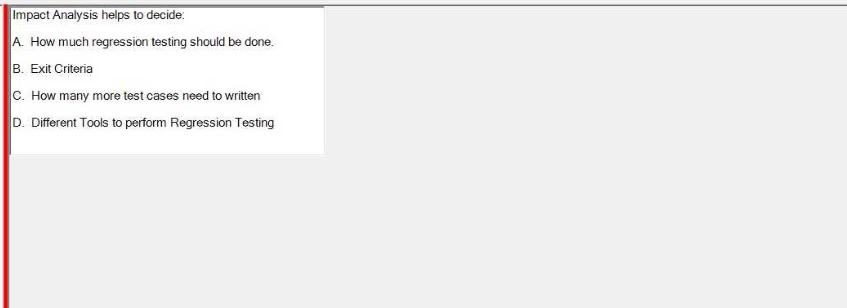 Impact Analysis helps to decide:
A. How much regression testing should be done.
B. Exit Criteria
C. How many more test cases need to written
D. Different Tools to perform Regression Testing